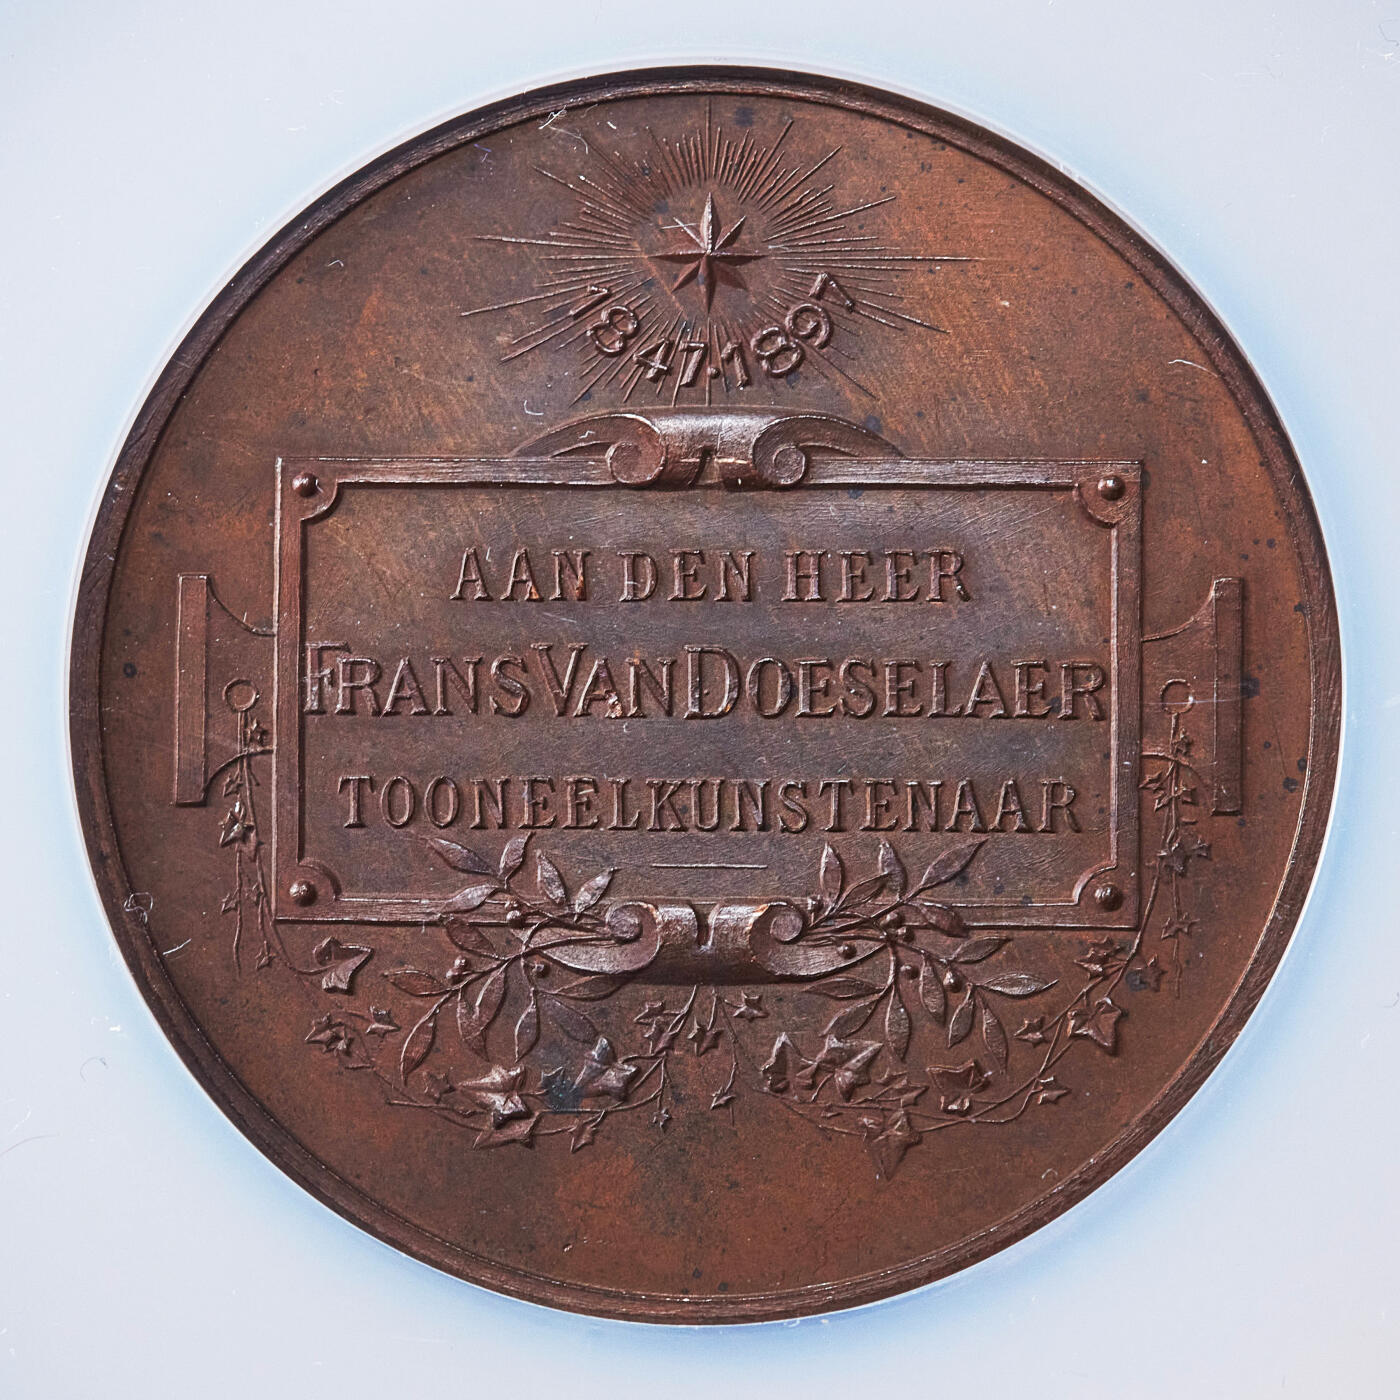 1847.1897
AAN DEN HEER
FRANS VAN DOESELAER
TOONEELKUNSTENAAR